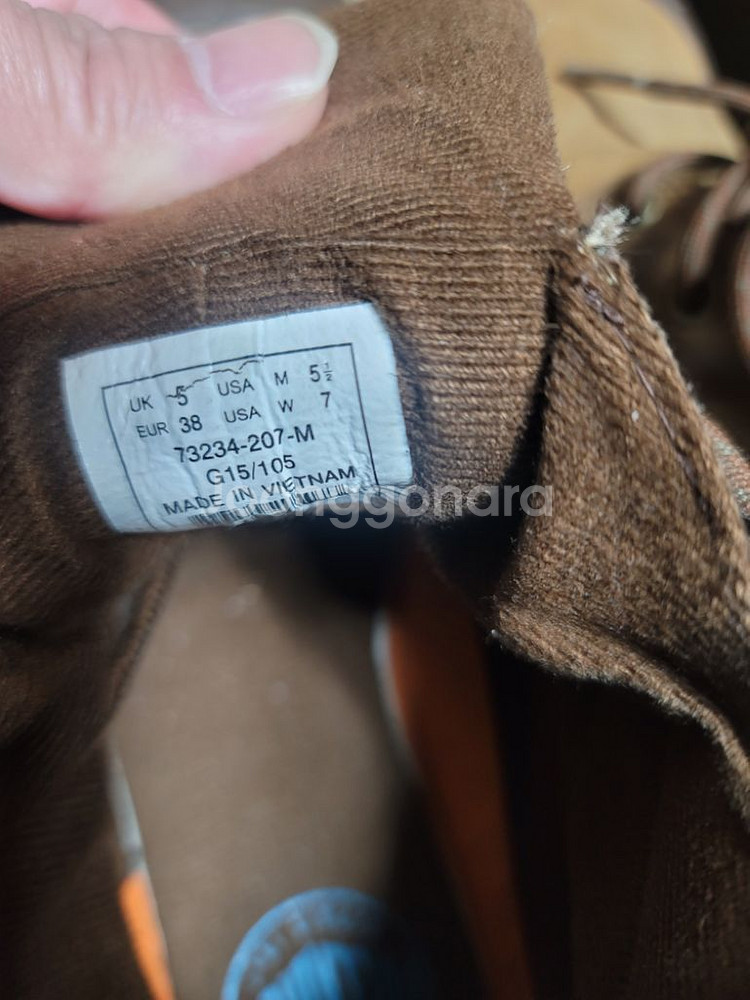 UK 5 USA M 5½
EUR 38 USA W 7
73234-207-M
G15/105
MADE IN VIETNAM